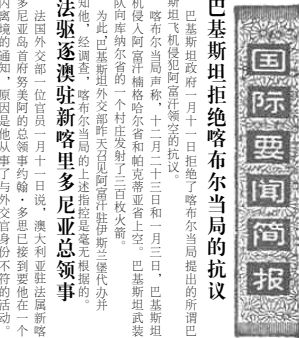 国际要闻简报
巴基斯坦拒绝喀布尔当局的抗议
巴基斯坦政府一月十一日拒绝了喀布尔当局提出的所谓巴
斯坦飞机侵犯阿富汗领空的抗议。
喀布尔当局声称，十二月二十三日和一月三日，巴基斯坦
机侵入阿富汗楠格哈尔省和帕克蒂亚省上空。巴基斯坦武装
队向库纳尔省的一个村庄发射了三百枚火箭。
为此，巴基斯坦外交部昨天召见阿富汗驻伊斯兰堡代办并
知他，经调查，喀布尔当局的上述指控是毫无根据的。
法驱逐澳驻新喀里多尼亚总领事
法国外交部一位官员一月十一日说，澳大利亚驻法属新喀
多尼亚岛首府努美阿的总领事约翰·多思已接到要他在一个
内离境的通知，原因是他从事了与外交官身份不符的活动。